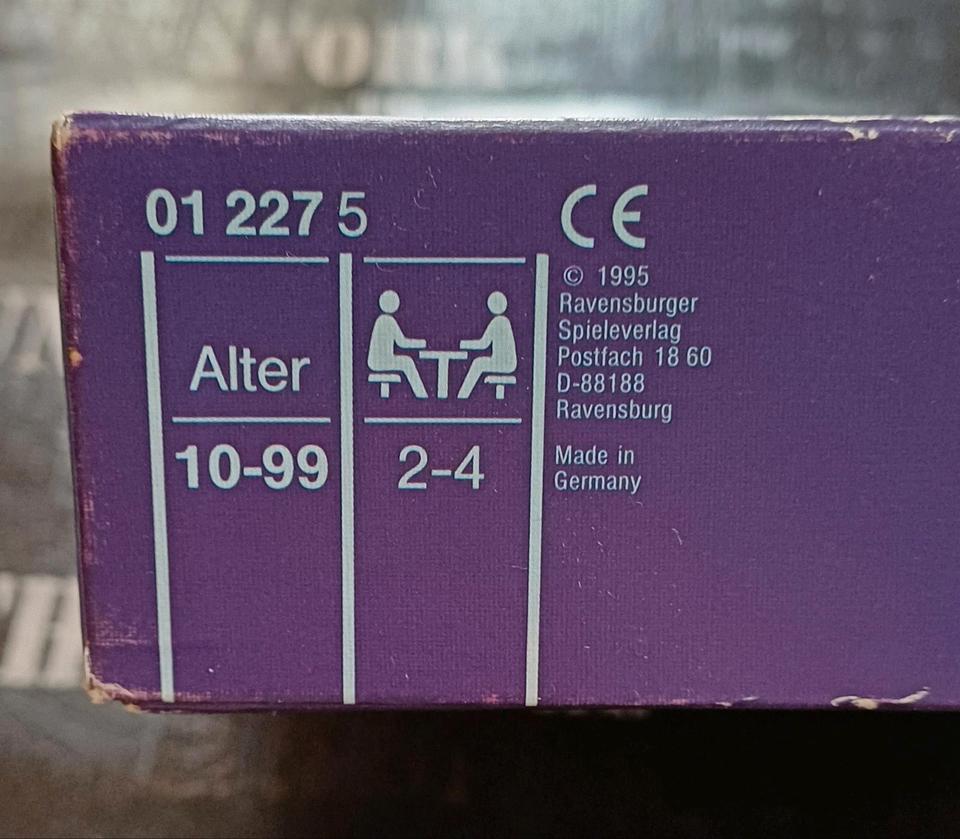 01 227 5
Alter
10-99
2-4
CE
© 1995
Ravensburger
Spieleverlag
Postfach 18 60
D-88188
Ravensburg
Made in
Germany